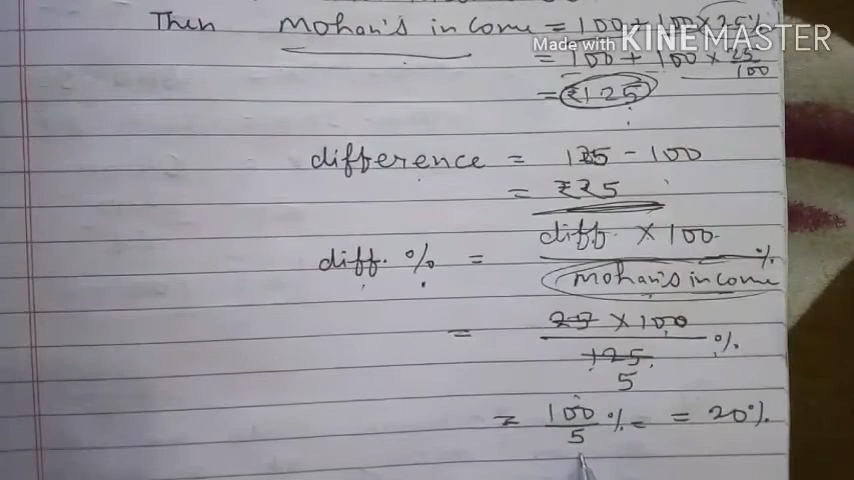 Then Mohan's income = 100 + 100 × 25%
Made with KINEMASTER
= 100 + 100 × 25/100
= ₹125
difference = 125 - 100
= ₹25
diff. % = diff. × 100 / Mohan's income %
= 25 × 100 / 125 %
5
= 100/5 % = = 20%